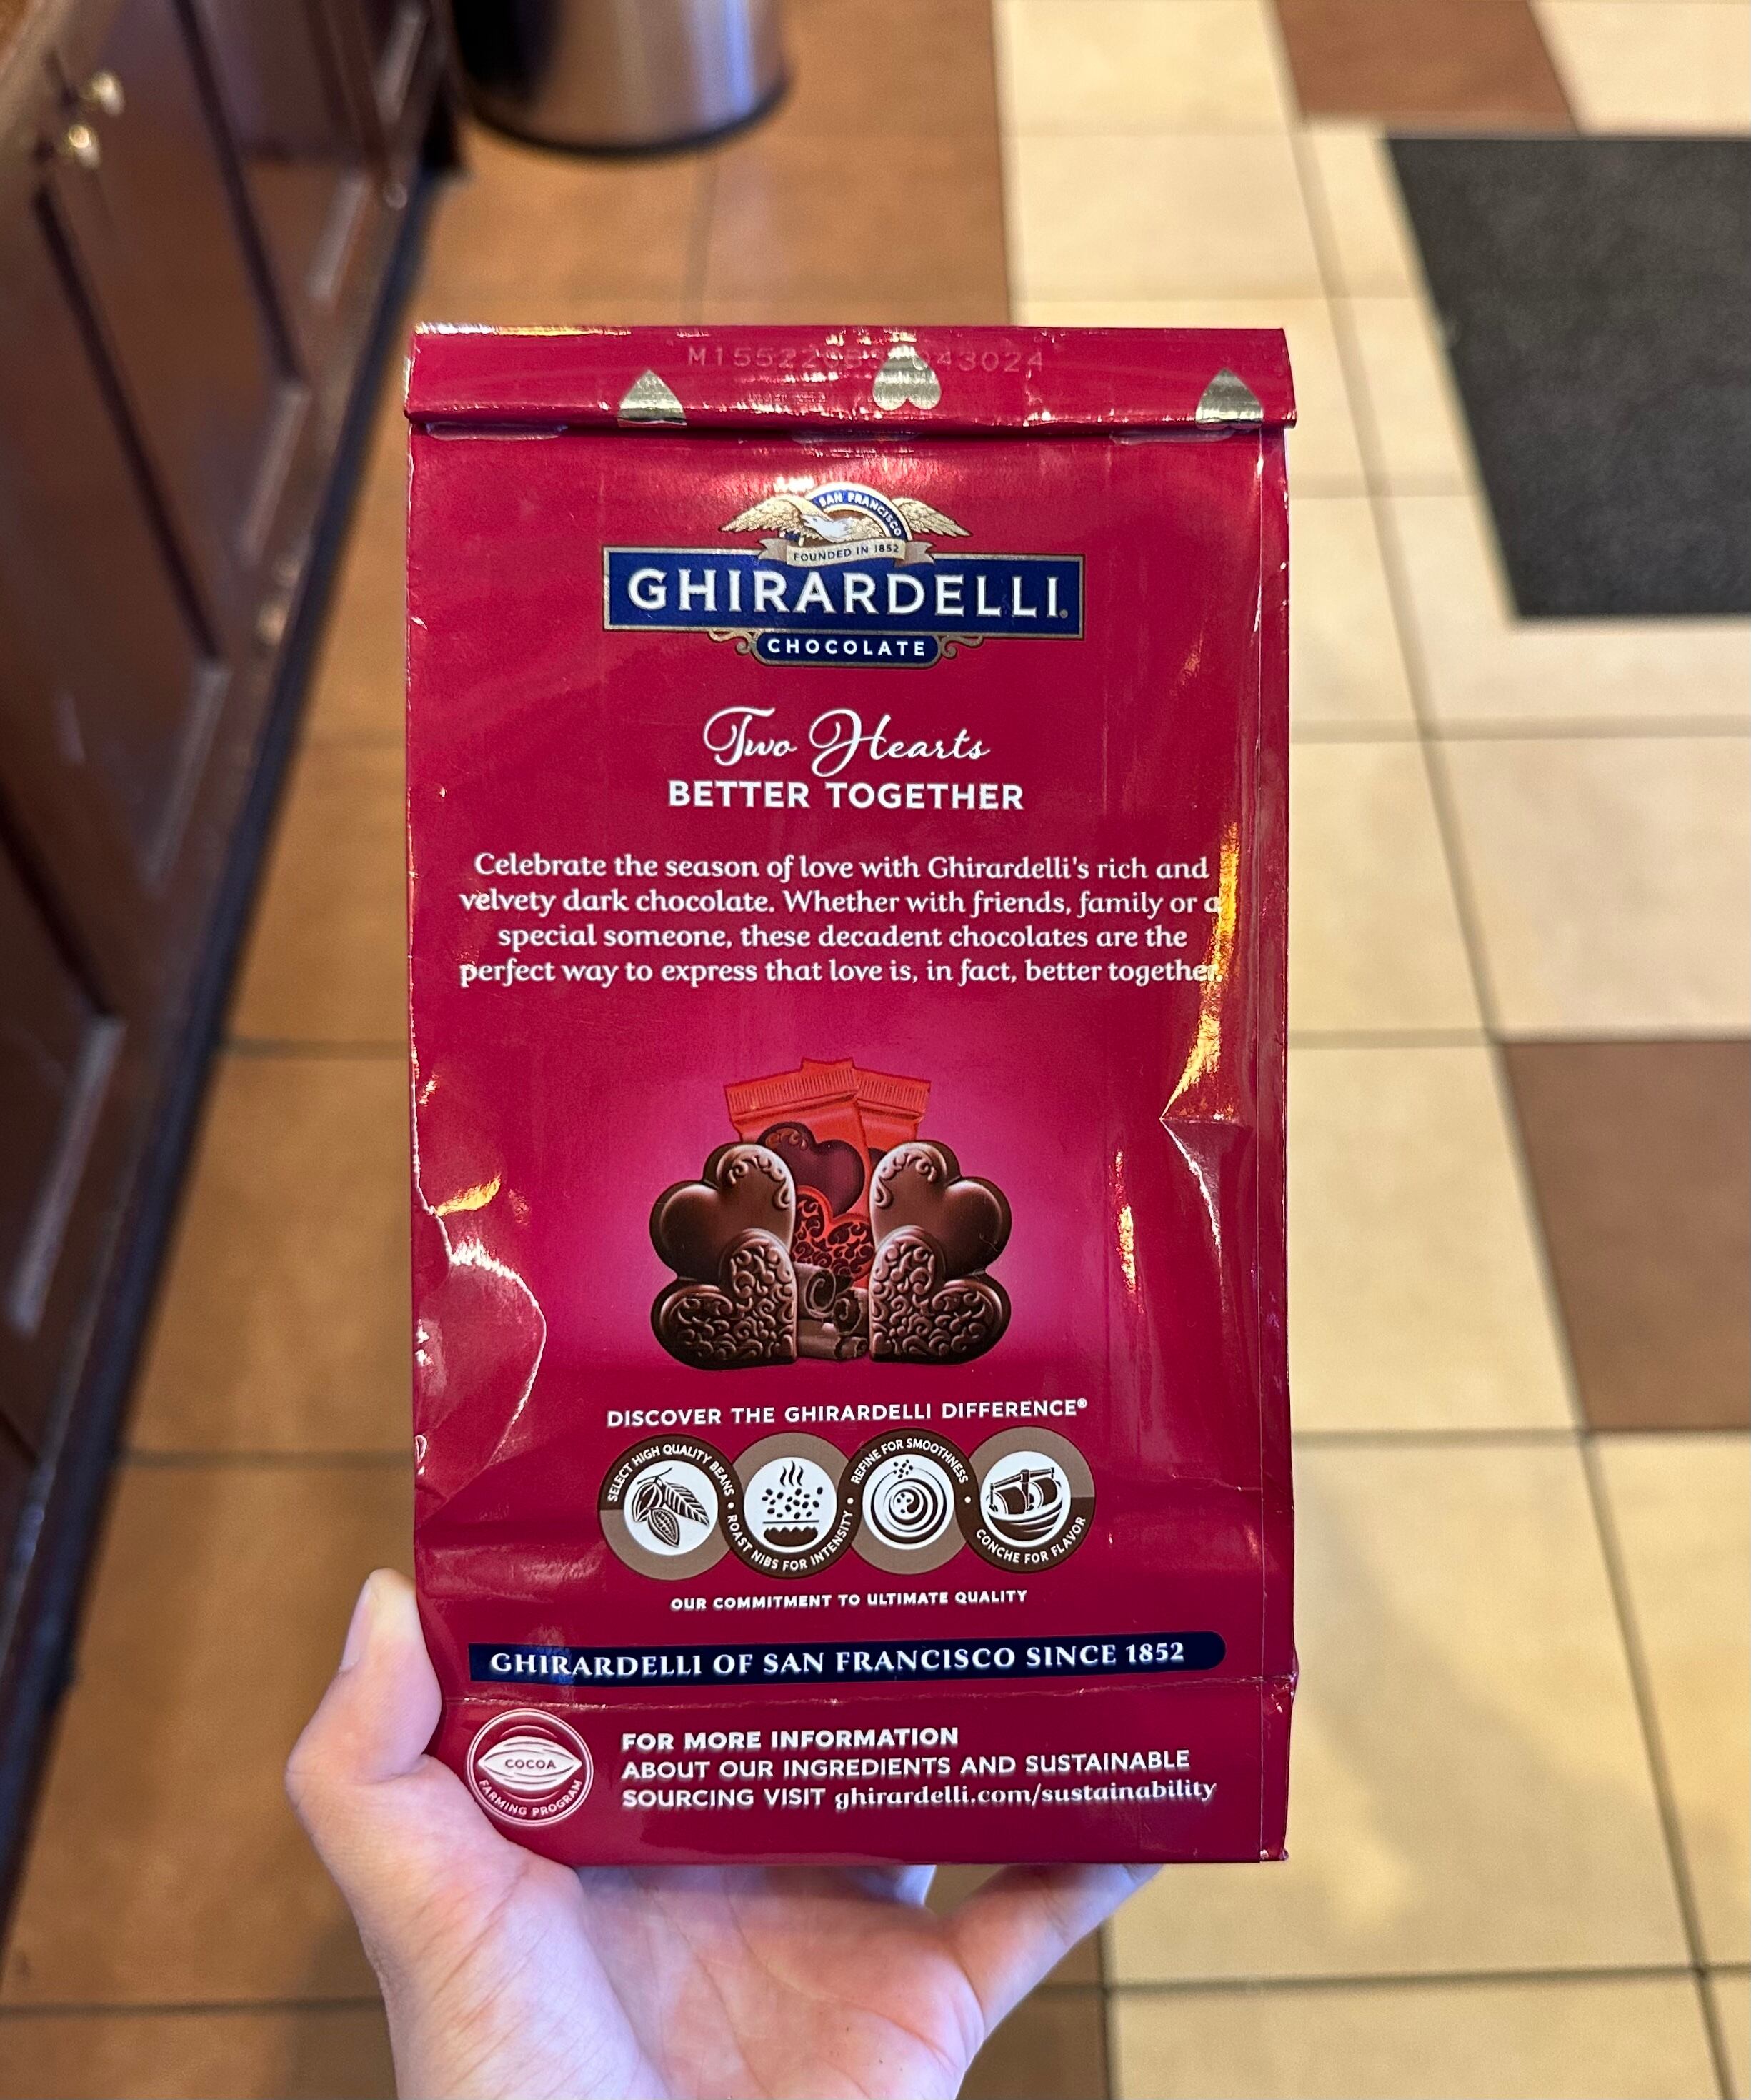 SAN FRANCISCO
FOUNDED IN 1852
GHIRARDELLI®
CHOCOLATE
Two Hearts
BETTER TOGETHER
Celebrate the season of love with Ghirardelli's rich and
velvety dark chocolate. Whether with friends, family or a
special someone, these decadent chocolates are the
perfect way to express that love is, in fact, better together.
DISCOVER THE GHIRARDELLI DIFFERENCE®
SELECT HIGH QUALITY BEANS • ROAST NIBS FOR INTENSITY • REFINE FOR SMOOTHNESS • CONCHE FOR FLAVOR
OUR COMMITMENT TO ULTIMATE QUALITY
GHIRARDELLI OF SAN FRANCISCO SINCE 1852
COCOA
FARMING PROGRAM
FOR MORE INFORMATION
ABOUT OUR INGREDIENTS AND SUSTAINABLE
SOURCING VISIT ghirardelli.com/sustainability